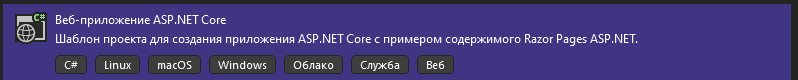 C#
Веб-приложение ASP.NET Core
Шаблон проекта для создания приложения ASP.NET Core с примером содержимого Razor Pages ASP.NET.
C# Linux macOS Windows Облако Служба Веб